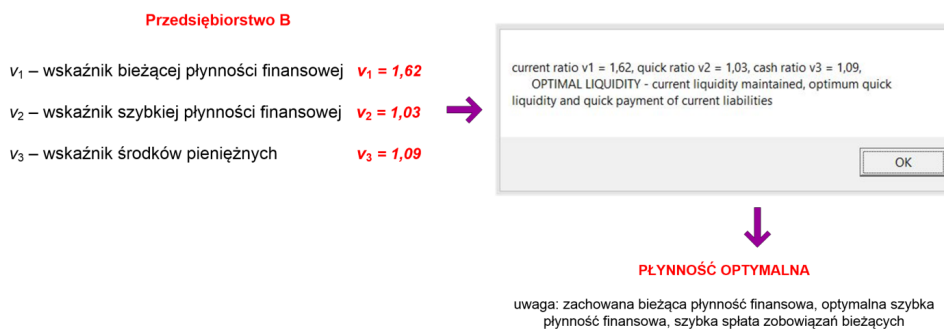 Przedsiębiorstwo B
v₁ – wskaźnik bieżącej płynności finansowej v₁ = 1,62
v₂ – wskaźnik szybkiej płynności finansowej v₂ = 1,03
v₃ – wskaźnik środków pieniężnych v₃ = 1,09
current ratio v1 = 1,62, quick ratio v2 = 1,03, cash ratio v3 = 1,09,
OPTIMAL LIQUIDITY - current liquidity maintained, optimum quick
liquidity and quick payment of current liabilities
OK
PŁYNNOŚĆ OPTYMALNA
uwaga: zachowana bieżąca płynność finansowa, optymalna szybka
płynność finansowa, szybka spłata zobowiązań bieżących